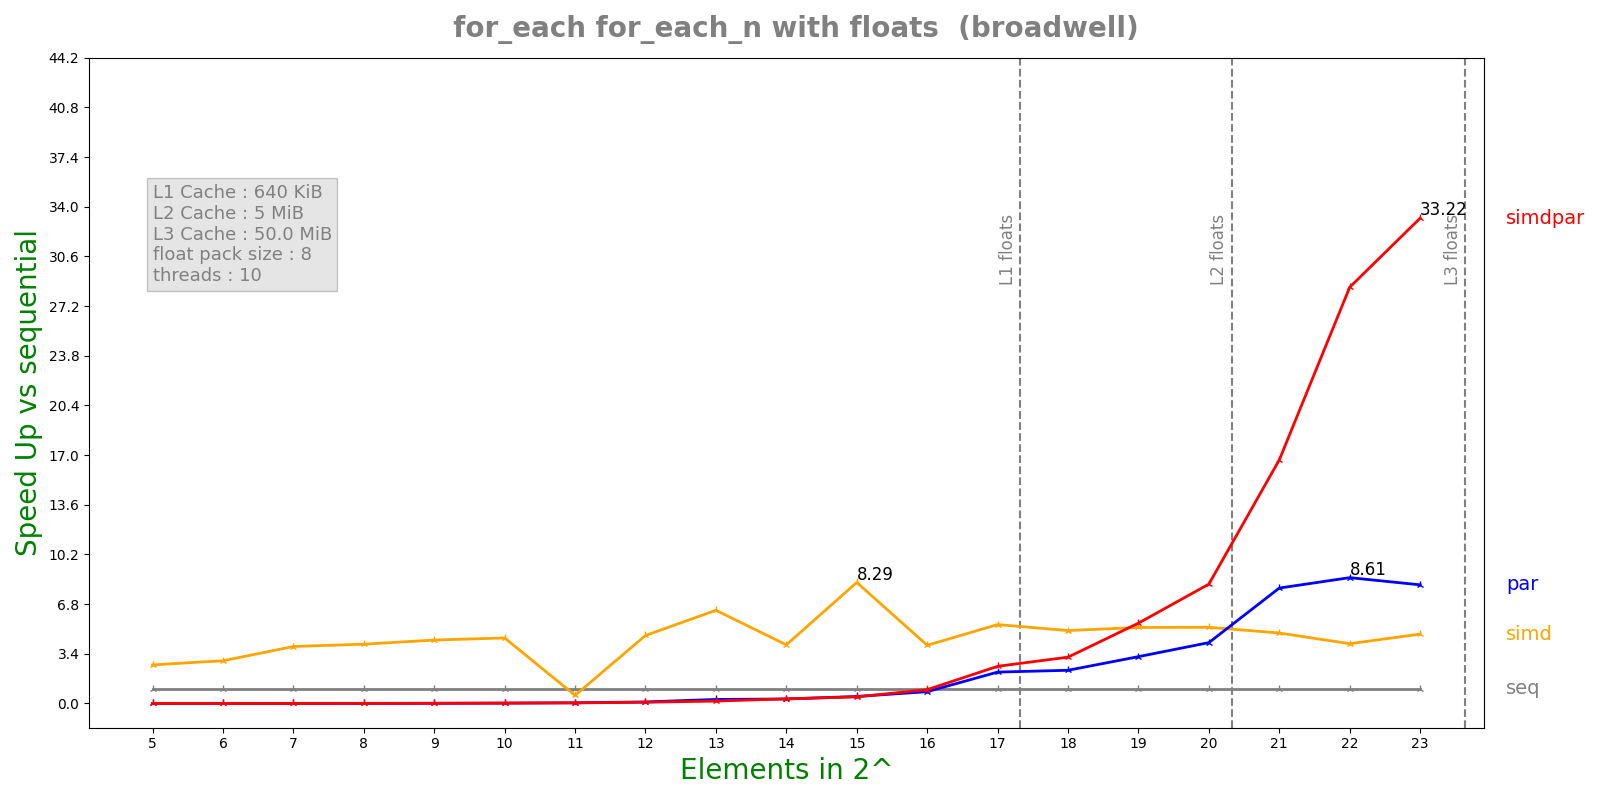 for_each for_each_n with floats  (broadwell)
Speed Up vs sequential
44.2
40.8
37.4
34.0
30.6
27.2
23.8
20.4
17.0
13.6
10.2
6.8
3.4
0.0
L1 Cache : 640 KiB
L2 Cache : 5 MiB
L3 Cache : 50.0 MiB
float pack size : 8
threads : 10
L1 floats
L2 floats
L3 floats
33.22
8.29
8.61
simdpar
par
simd
seq
5 6 7 8 9 10 11 12 13 14 15 16 17 18 19 20 21 22 23
Elements in 2^